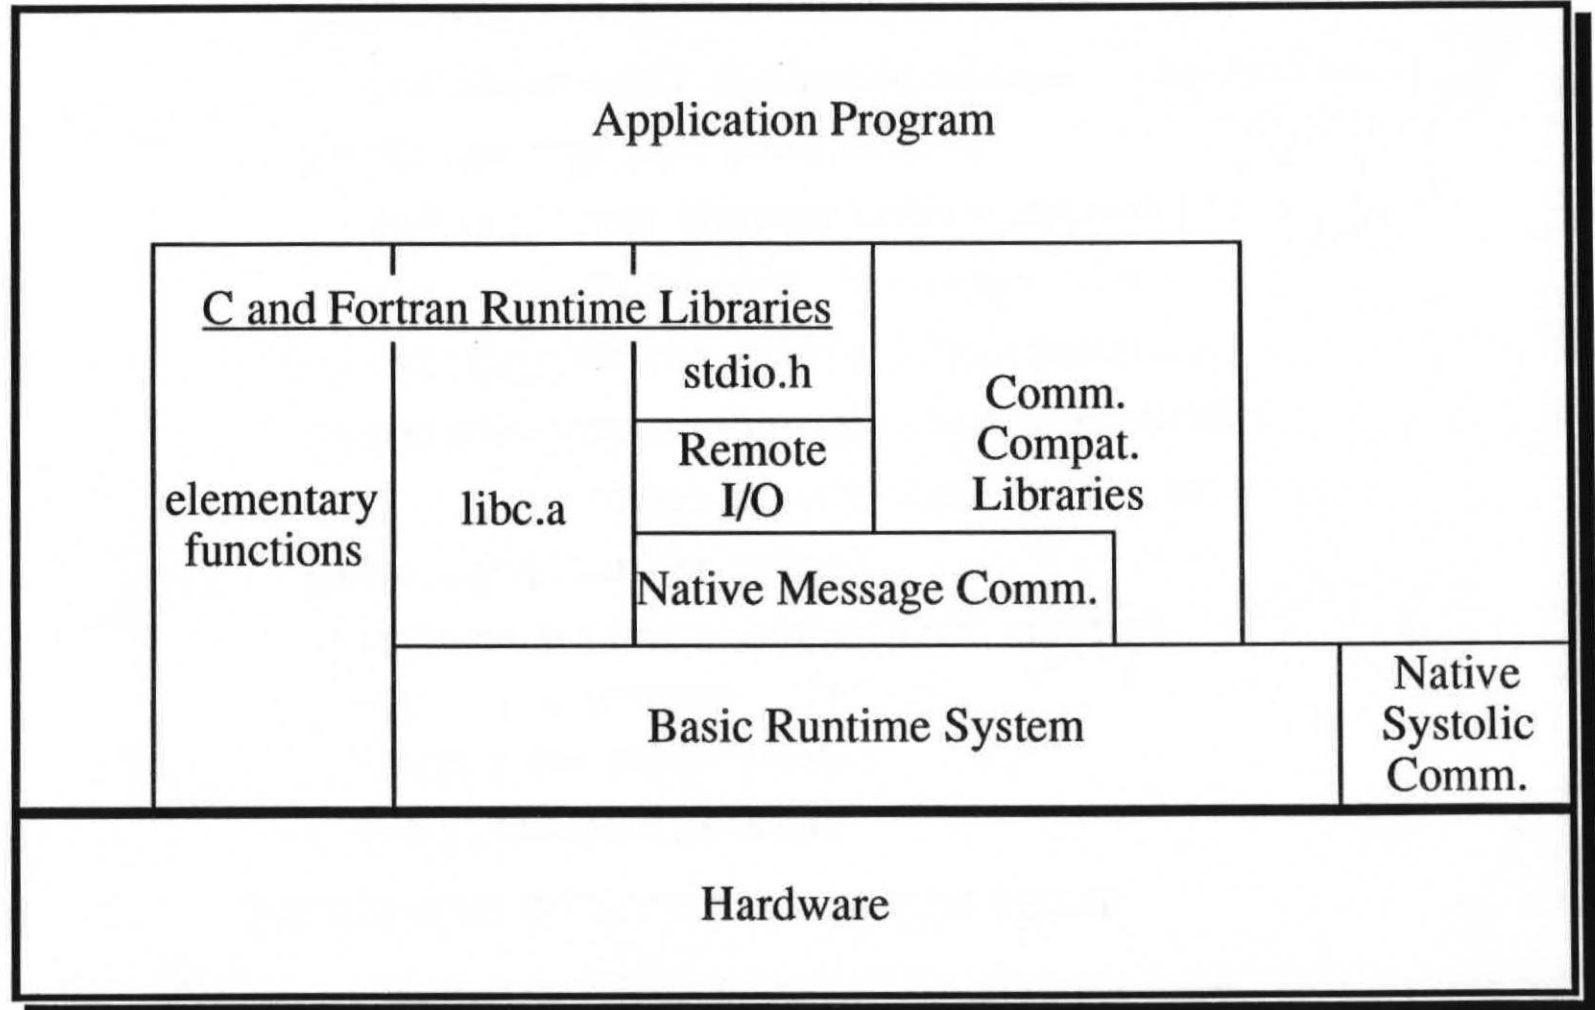 Application Program
C and Fortran Runtime Libraries
stdio.h
Remote
I/O
Comm.
Compat.
Libraries
elementary
functions
libc.a
Native Message Comm.
Basic Runtime System
Native
Systolic
Comm.
Hardware